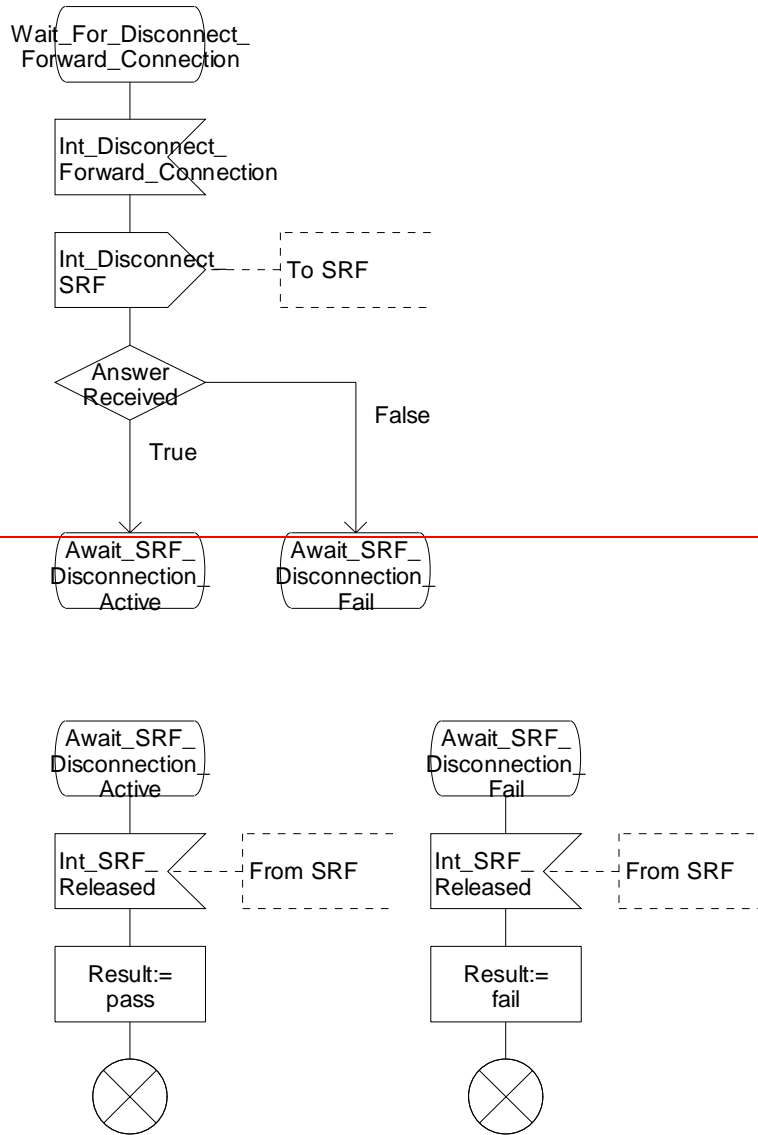 Wait_For_Disconnect_
Forward_Connection
Int_Disconnect_
Forward_Connection
Int_Disconnect_
SRF
To SRF
Answer
Received
False
True
Await_SRF_
Disconnection_
Active
Await_SRF_
Disconnection_
Fail
Await_SRF_
Disconnection_
Active
Await_SRF_
Disconnection_
Fail
Int_SRF_
Released
From SRF
Int_SRF_
Released
From SRF
Result:=
pass
Result:=
fail